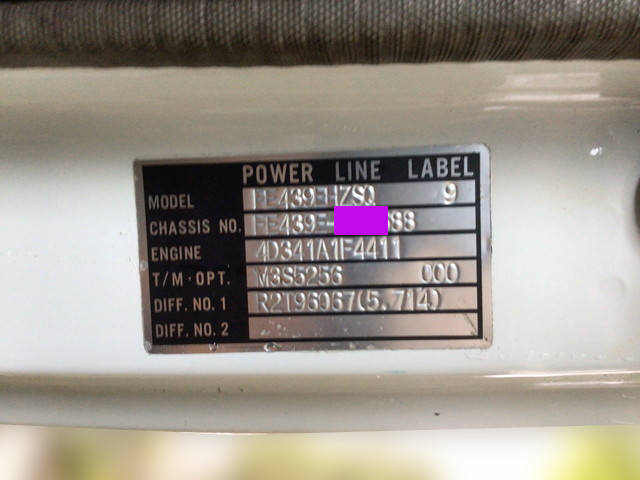 POWER LINE LABEL
MODEL FE439EHZSQ 9
CHASSIS NO. FE439E- 88
ENGINE 4D341A1F4411
T/M·OPT. M3S5256 000
DIFF. NO. 1 R2T96067(5.714)
DIFF. NO. 2